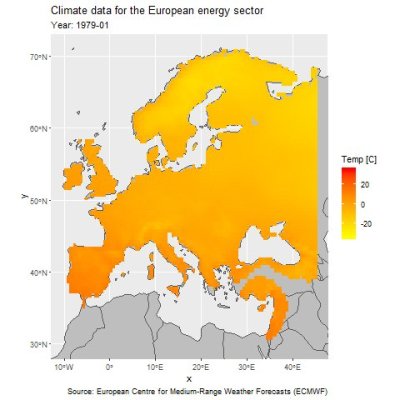 Climate data for the European energy sector
Year: 1979-01
70°N
60°N
50°N
40°N
30°N
y
10°W
0°
10°E
20°E
30°E
40°E
x
Temp [C]
20
0
-20
Source: European Centre for Medium-Range Weather Forecasts (ECMWF)